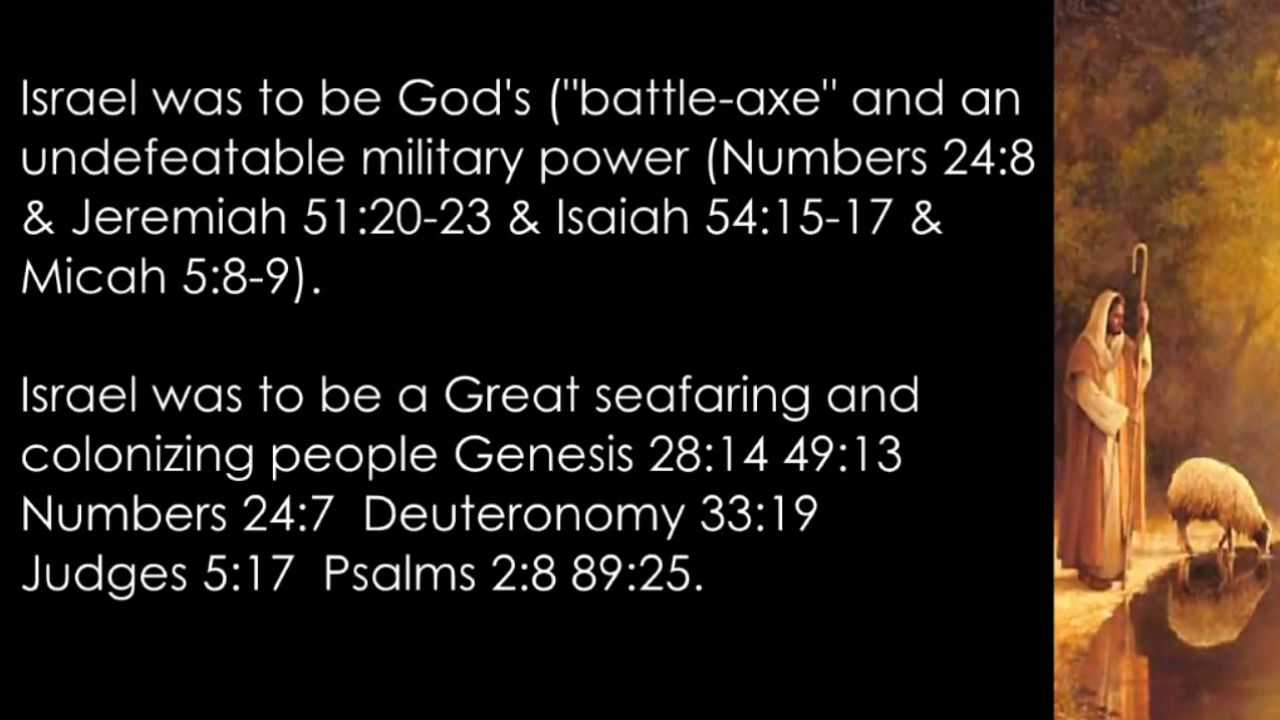 Israel was to be God's ("battle-axe" and an
undefeatable military power (Numbers 24:8
& Jeremiah 51:20-23 & Isaiah 54:15-17 &
Micah 5:8-9).
Israel was to be a Great seafaring and
colonizing people Genesis 28:14 49:13
Numbers 24:7  Deuteronomy 33:19
Judges 5:17  Psalms 2:8 89:25.